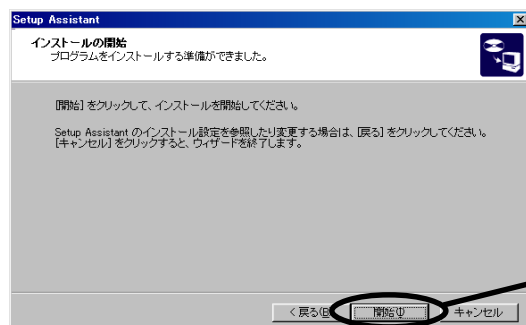 Setup Assistant
インストールの開始
プログラムをインストールする準備ができました。
[開始] をクリックして、インストールを開始してください。
Setup Assistant のインストール設定を参照したり変更する場合は、[戻る] をクリックしてください。
[キャンセル] をクリックすると、ウィザードを終了します。
< 戻る(B 開始(I) キャンセル